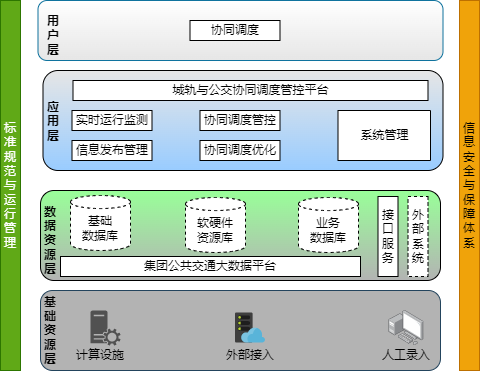 标准规范与运行管理
用户层
协同调度
应用层
城轨与公交协同调度管控平台
实时运行监测
协同调度管控
系统管理
信息发布管理
协同调度优化
数据资源层
基础
数据库
软硬件
资源库
业务
数据库
接口服务
外部系统
集团公共交通大数据平台
基础资源层
计算设施
外部接入
人工录入
信息安全与保障体系